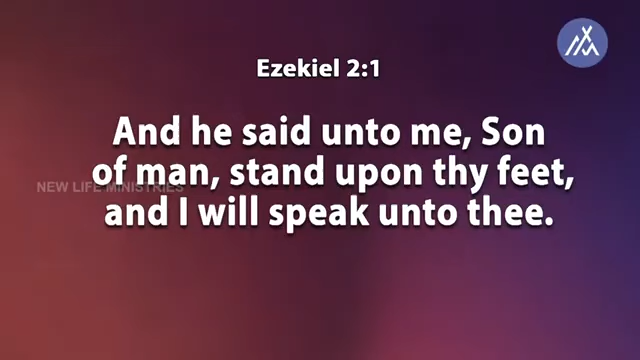 Ezekiel 2:1
And he said unto me, Son
of man, stand upon thy feet,
NEW LIFE MINISTRIES
and I will speak unto thee.